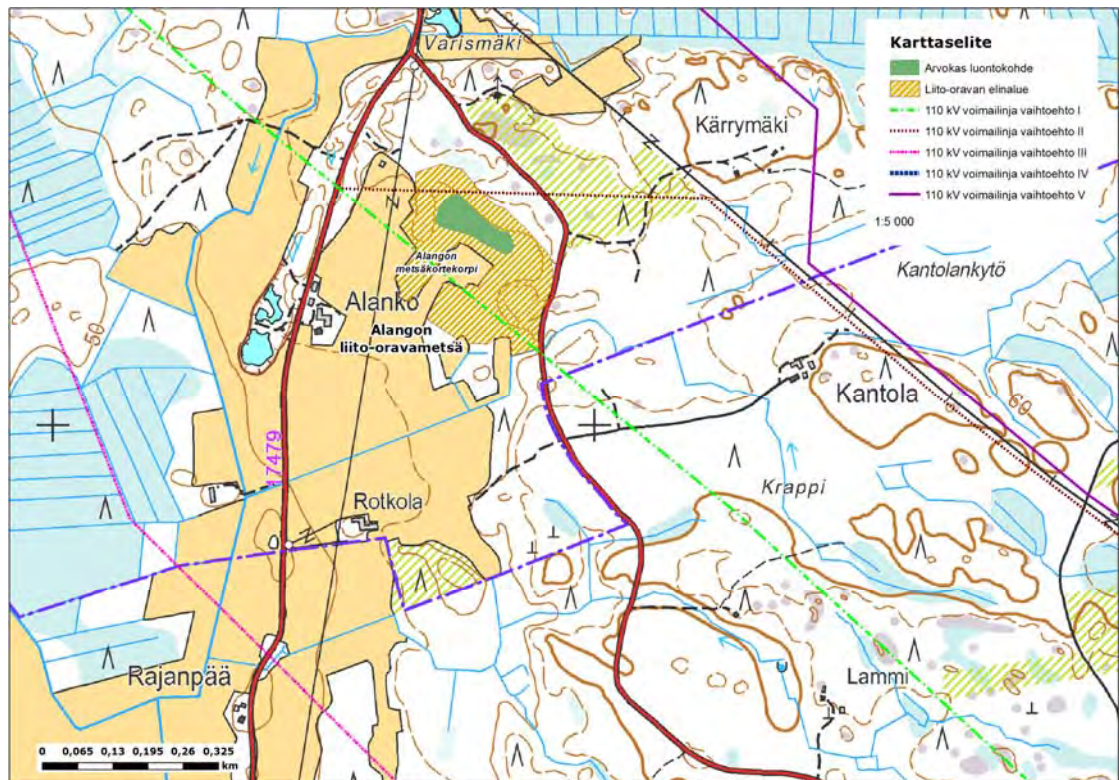 Varismäki
Karttaselite
Arvokas luontokohde
Liito-oravan elinalue
110 kV voimailinja vaihtoehto I
110 kV voimailinja vaihtoehto II
110 kV voimailinja vaihtoehto III
110 kV voimailinja vaihtoehto IV
110 kV voimailinja vaihtoehto V
1:5 000
Kärrymäki
Alangon
metsäkortekorpi
Kantolankytö
Alanko
Alangon
liito-oravametsä
50
Kantola
60
17479
Rotkola
Krappi
Rajanpää
Lammi
0 0,065 0,13 0,195 0,26 0,325
km